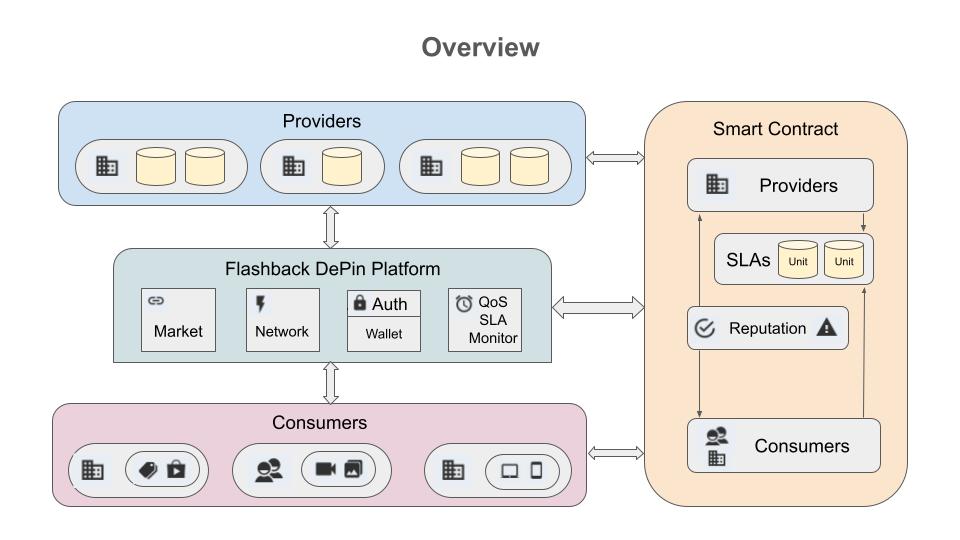 Overview
Providers
Flashback DePin Platform
Market
Network
Auth
Wallet
QoS
SLA
Monitor
Consumers
Smart Contract
Providers
SLAs
Unit
Unit
Reputation
Consumers